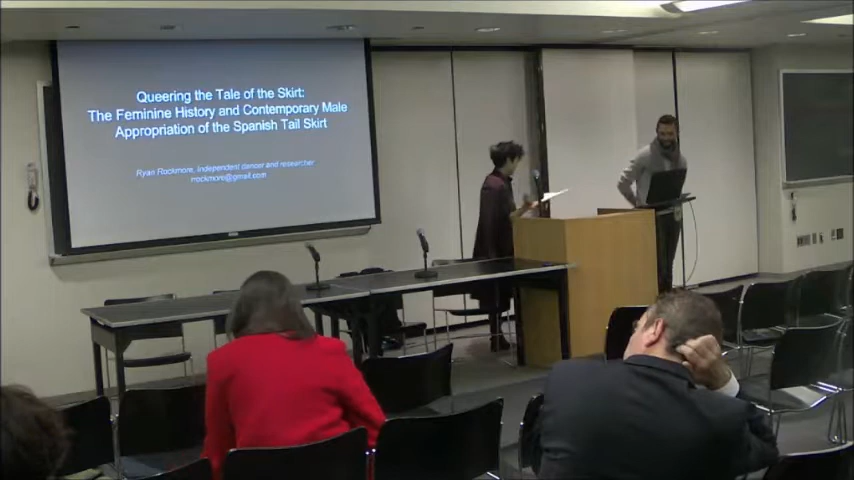 Queering the Tale of the Skirt:
The Feminine History and Contemporary Male
Appropriation of the Spanish Tail Skirt
Ryan Rockmore, independent dancer and researcher
rrockmore@gmail.com